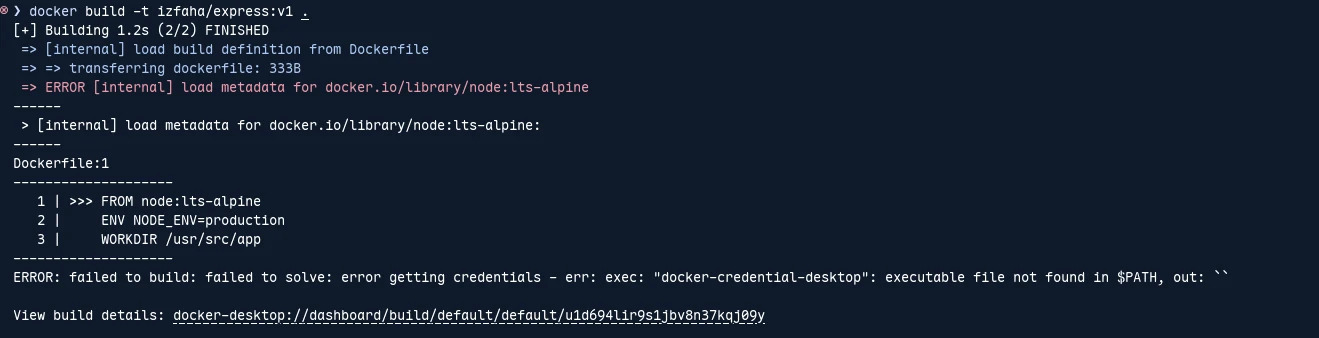 ❯ docker build -t izfaha/express:v1 .
[+] Building 1.2s (2/2) FINISHED
=> [internal] load build definition from Dockerfile
=> => transferring dockerfile: 333B
=> ERROR [internal] load metadata for docker.io/library/node:lts-alpine
------
> [internal] load metadata for docker.io/library/node:lts-alpine:
------
Dockerfile:1
--------------------
1 | >>> FROM node:lts-alpine
2 |     ENV NODE_ENV=production
3 |     WORKDIR /usr/src/app
--------------------
ERROR: failed to build: failed to solve: error getting credentials - err: exec: "docker-credential-desktop": executable file not found in $PATH, out: ``
View build details: docker-desktop://dashboard/build/default/default/u1d694lir9s1jbv8n37kqj09y